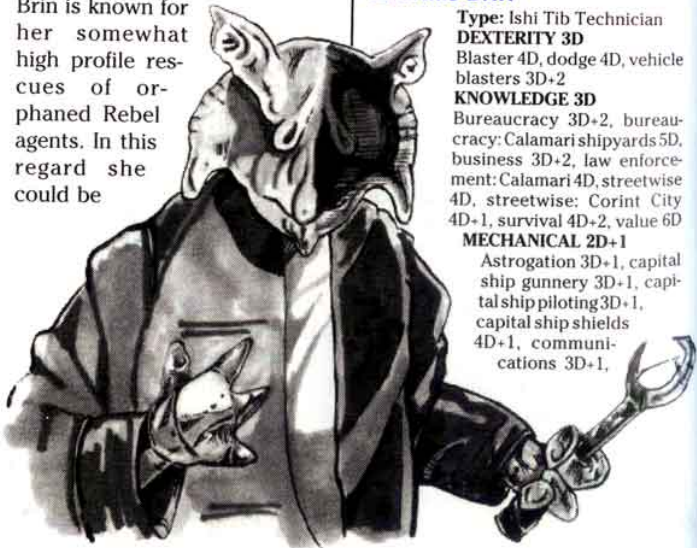 Brin is known for
her somewhat
high profile res-
cues of or-
phaned Rebel
agents. In this
regard she
could be
Type: Ishi Tib Technician
DEXTERITY 3D
Blaster 4D, dodge 4D, vehicle
blasters 3D+2
KNOWLEDGE 3D
Bureaucracy 3D+2, bureau-
cracy: Calamari shipyards 5D,
business 3D+2, law enforce-
ment: Calamari 4D, streetwise
4D, streetwise: Corint City
4D+1, survival 4D+2, value 6D
MECHANICAL 2D+1
Astrogation 3D+1, capital
ship gunnery 3D+1, capi-
tal ship piloting 3D+1,
capital ship shields
4D+1, communi-
cations 3D+1,